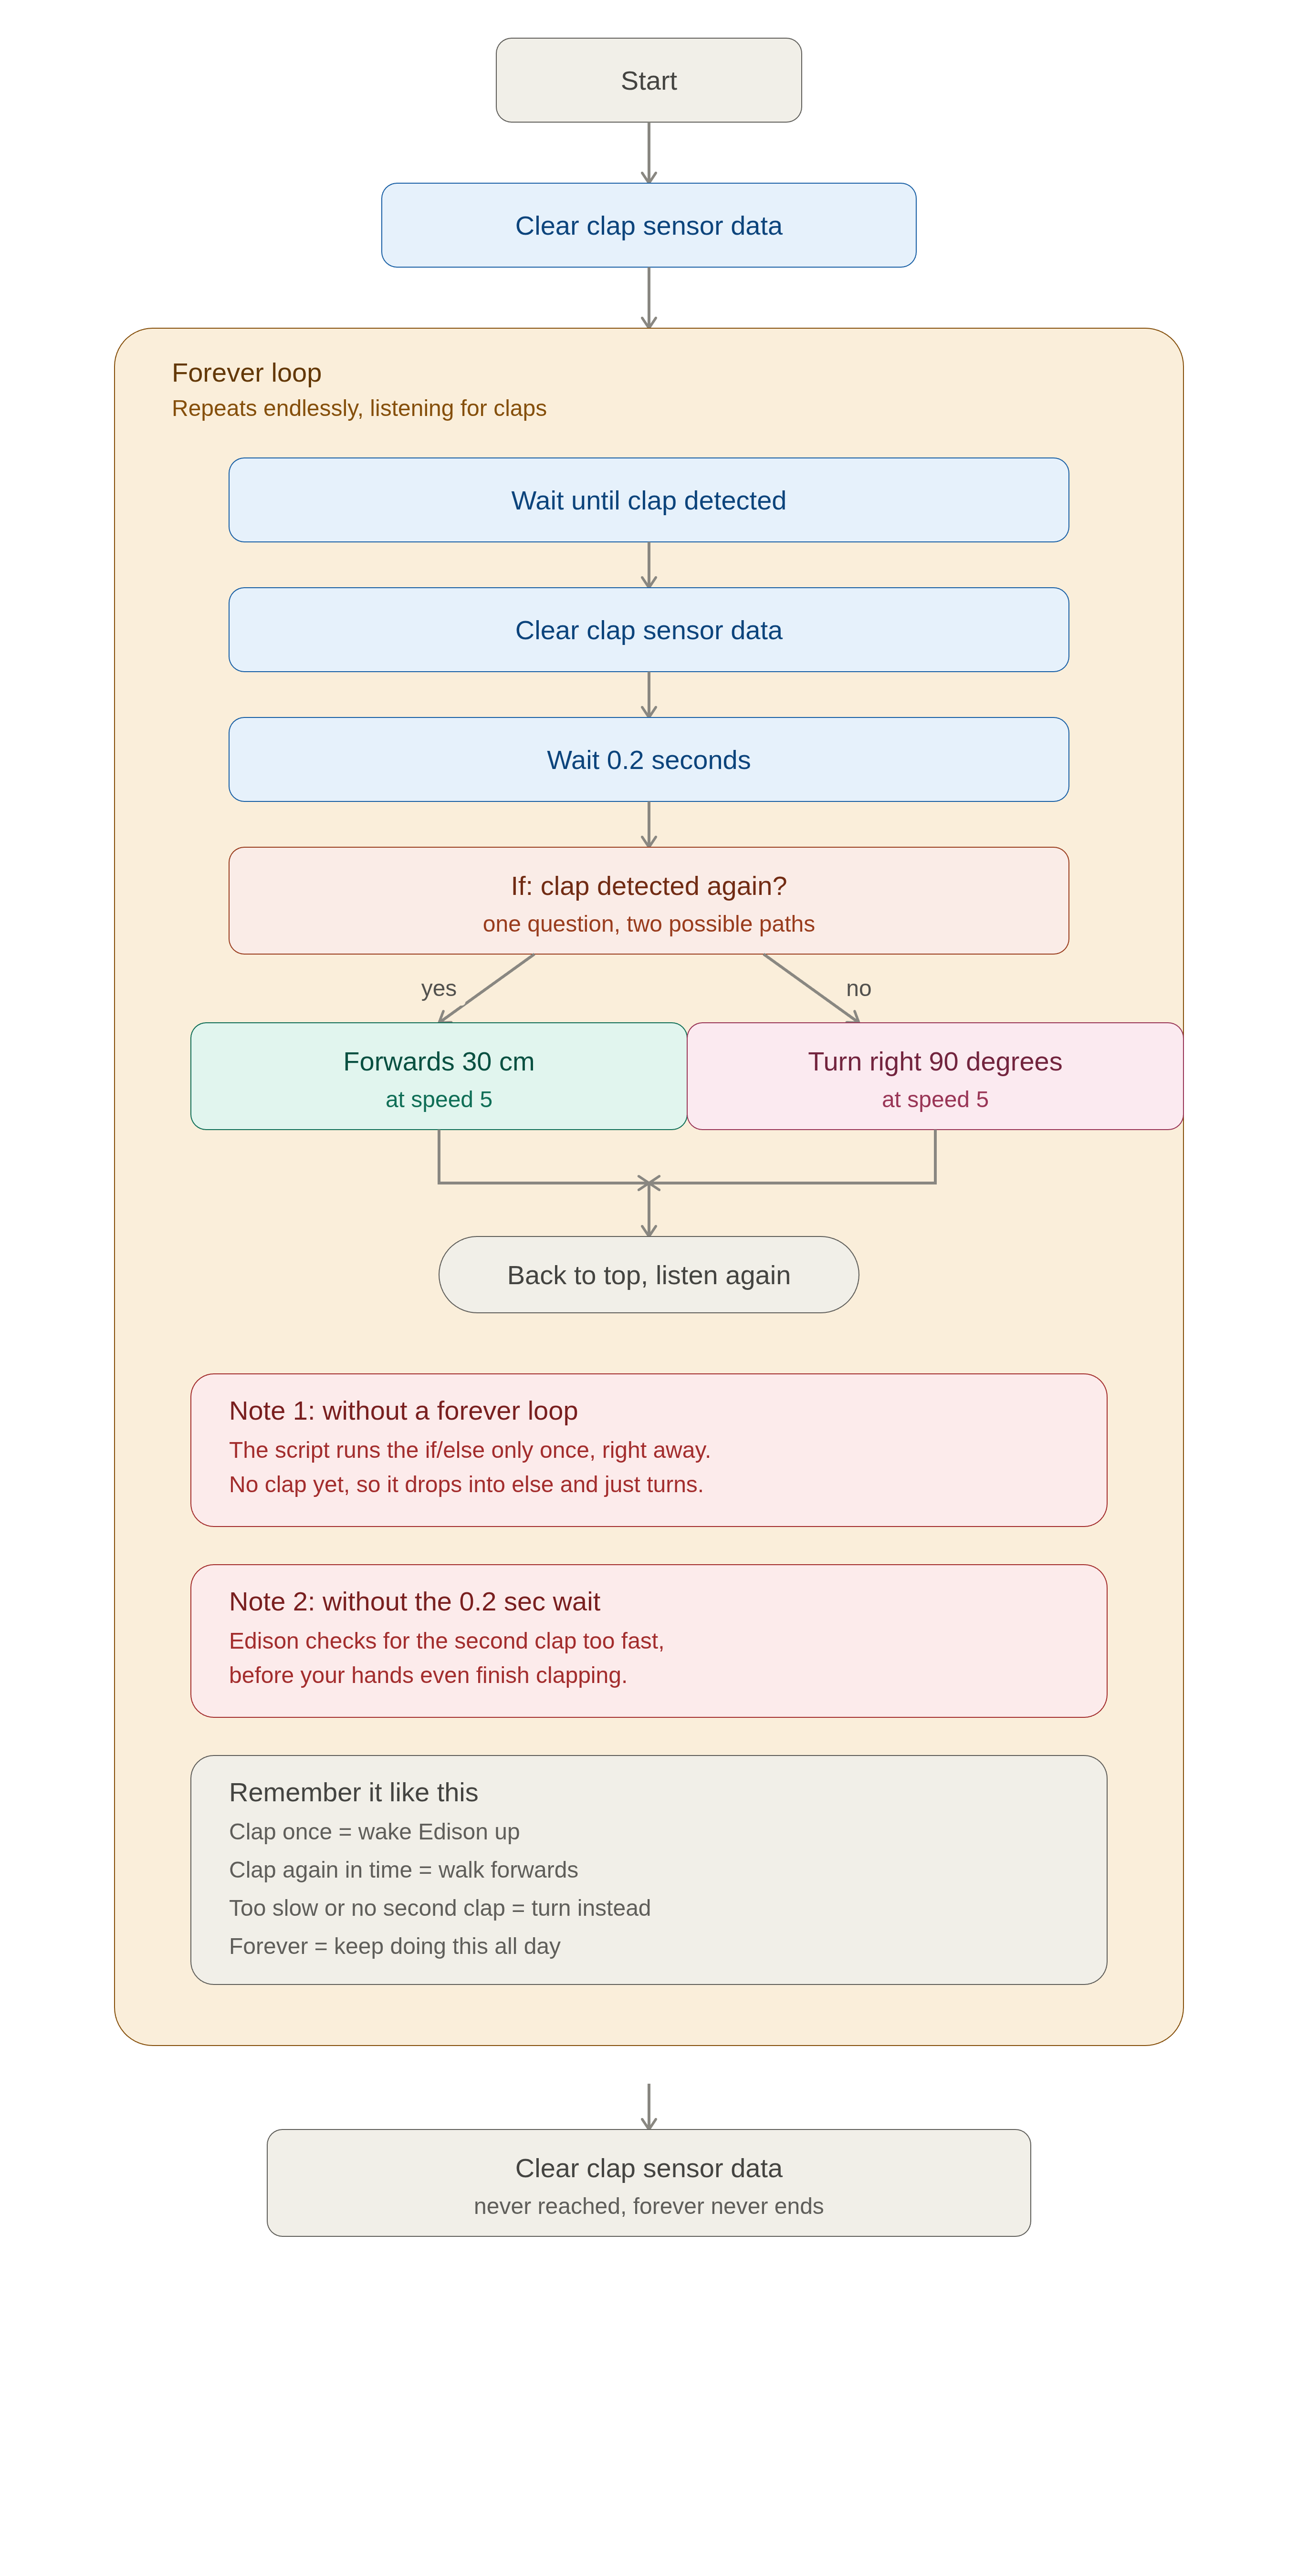 Start
Clear clap sensor data
Forever loop
Repeats endlessly, listening for claps
Wait until clap detected
Clear clap sensor data
Wait 0.2 seconds
If: clap detected again?
one question, two possible paths
yes
no
Forwards 30 cm
at speed 5
Turn right 90 degrees
at speed 5
Back to top, listen again
Note 1: without a forever loop
The script runs the if/else only once, right away.
No clap yet, so it drops into else and just turns.
Note 2: without the 0.2 sec wait
Edison checks for the second clap too fast,
before your hands even finish clapping.
Remember it like this
Clap once = wake Edison up
Clap again in time = walk forwards
Too slow or no second clap = turn instead
Forever = keep doing this all day
Clear clap sensor data
never reached, forever never ends